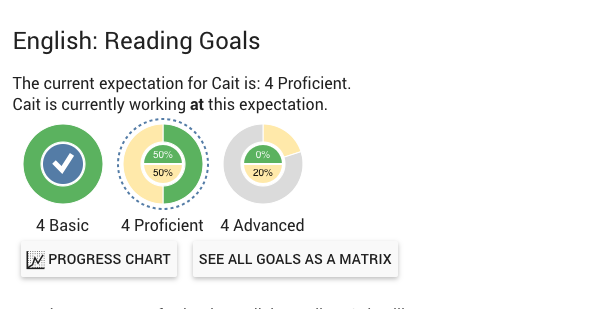 English: Reading Goals
The current expectation for Cait is: 4 Proficient.
Cait is currently working at this expectation.
50% 0%
50% 20%
4 Basic 4 Proficient 4 Advanced
PROGRESS CHART SEE ALL GOALS AS A MATRIX